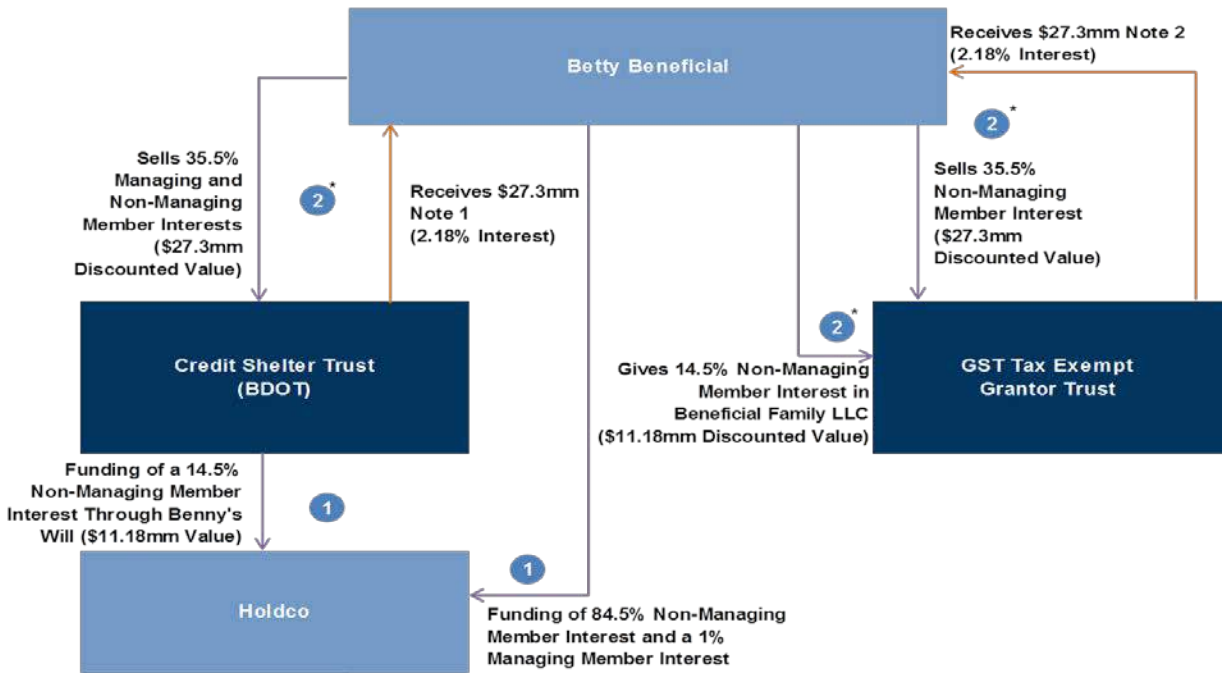 Betty Beneficial
Receives $27.3mm Note 2
(2.18% Interest)
Sells 35.5%
Managing and
Non-Managing
Member Interests
($27.3mm
Discounted Value)
2*
Receives $27.3mm
Note 1
(2.18% Interest)
2*
Sells 35.5%
Non-Managing
Member Interest
($27.3mm
Discounted Value)
2*
Gives 14.5% Non-Managing
Member Interest in
Beneficial Family LLC
($11.18mm Discounted Value)
Credit Shelter Trust
(BDOT)
GST Tax Exempt
Grantor Trust
Funding of a 14.5%
Non-Managing Member
Interest Through Benny's
Will ($11.18mm Value)
1
1
Holdco
Funding of 84.5% Non-Managing
Member Interest and a 1%
Managing Member Interest